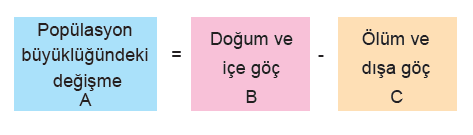 Popülasyon
büyüklüğündeki
değişme
A
=
Doğum ve
içe göç
B
-
Ölüm ve
dışa göç
C